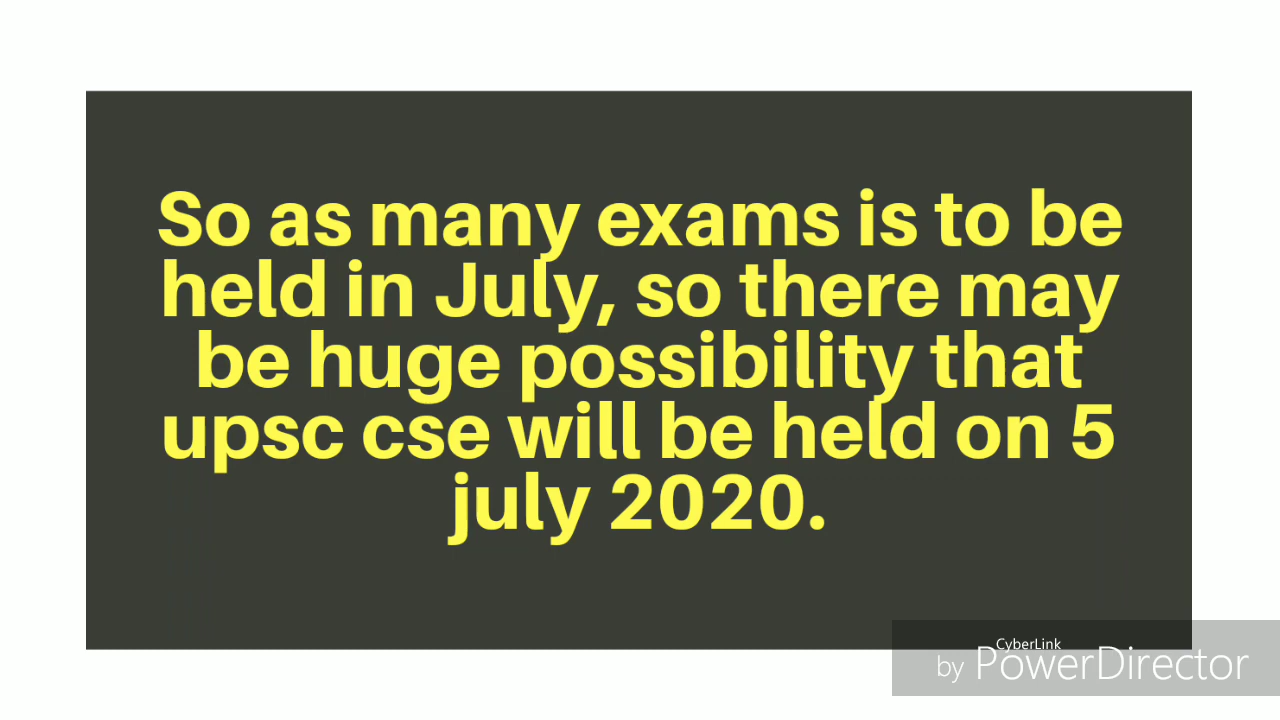 So as many exams is to be
held in July, so there may
be huge possibility that
upsc cse will be held on 5
july 2020.
CyberLink
by PowerDirector